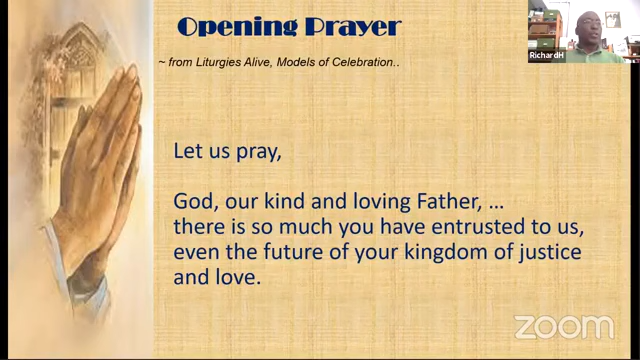 Opening Prayer
~ from Liturgies Alive, Models of Celebration..
RichardH
Let us pray,
God, our kind and loving Father, …
there is so much you have entrusted to us,
even the future of your kingdom of justice
and love.
zoom